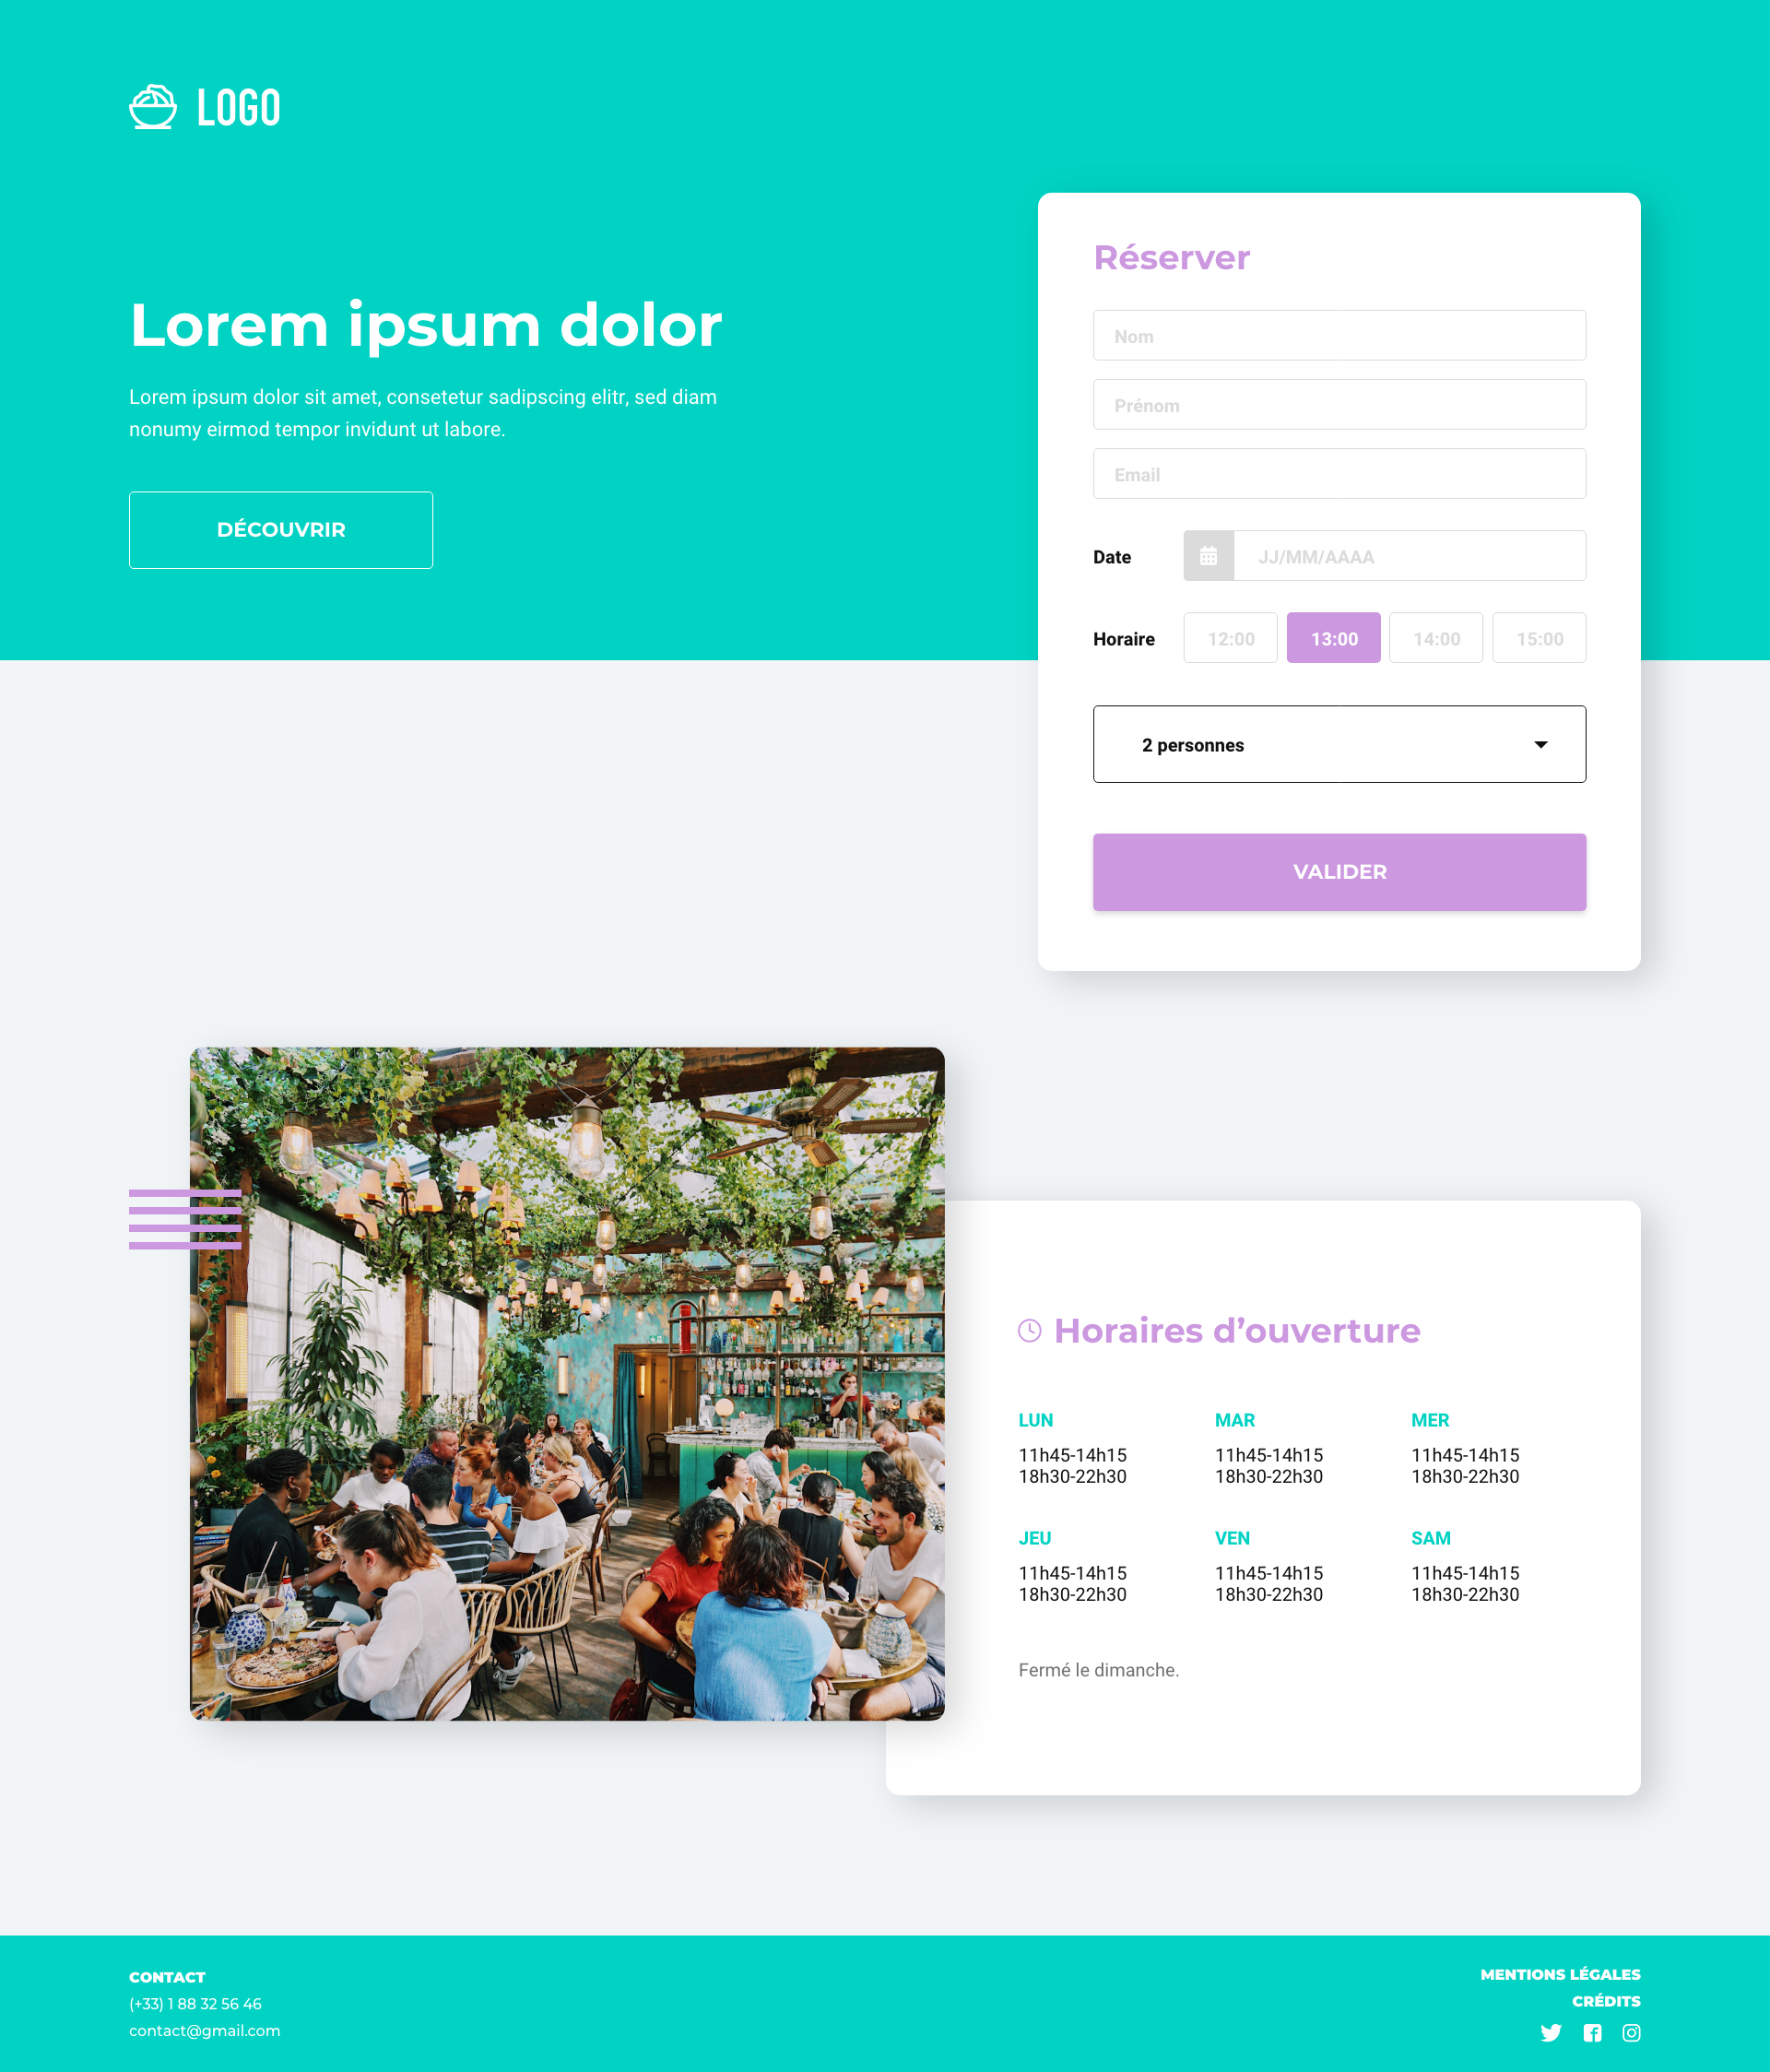 LOGO
Lorem ipsum dolor
Lorem ipsum dolor sit amet, consetetur sadipscing elitr, sed diam
nonumy eirmod tempor invidunt ut labore.
DÉCOUVRIR
Réserver
Nom
Prénom
Email
Date JJ/MM/AAAA
Horaire 12:00 13:00 14:00 15:00
2 personnes
VALIDER
Horaires d’ouverture
LUN MAR MER
11h45-14h15 11h45-14h15 11h45-14h15
18h30-22h30 18h30-22h30 18h30-22h30
JEU VEN SAM
11h45-14h15 11h45-14h15 11h45-14h15
18h30-22h30 18h30-22h30 18h30-22h30
Fermé le dimanche.
CONTACT
(+33) 1 88 32 56 46
contact@gmail.com
MENTIONS LÉGALES
CRÉDITS